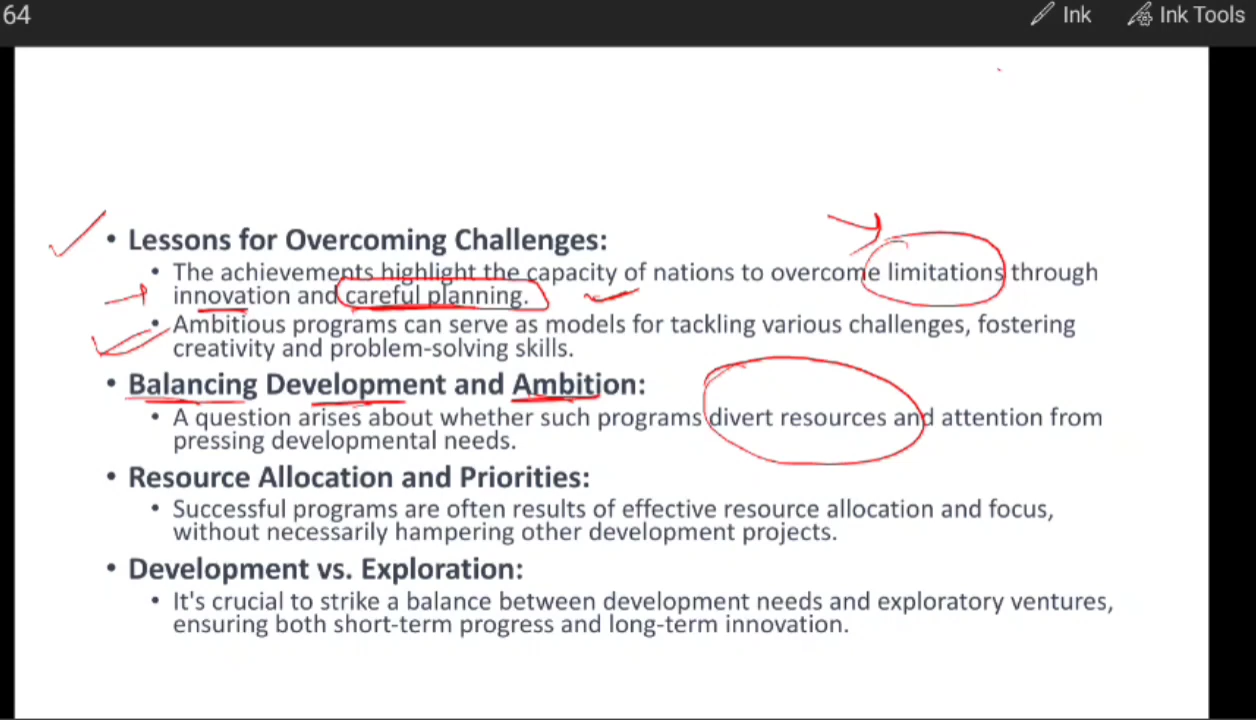 64
Ink
Ink Tools
• Lessons for Overcoming Challenges:
• The achievements highlight the capacity of nations to overcome limitations through
innovation and careful planning.
• Ambitious programs can serve as models for tackling various challenges, fostering
creativity and problem-solving skills.
• Balancing Development and Ambition:
• A question arises about whether such programs divert resources and attention from
pressing developmental needs.
• Resource Allocation and Priorities:
• Successful programs are often results of effective resource allocation and focus,
without necessarily hampering other development projects.
• Development vs. Exploration:
• It's crucial to strike a balance between development needs and exploratory ventures,
ensuring both short-term progress and long-term innovation.